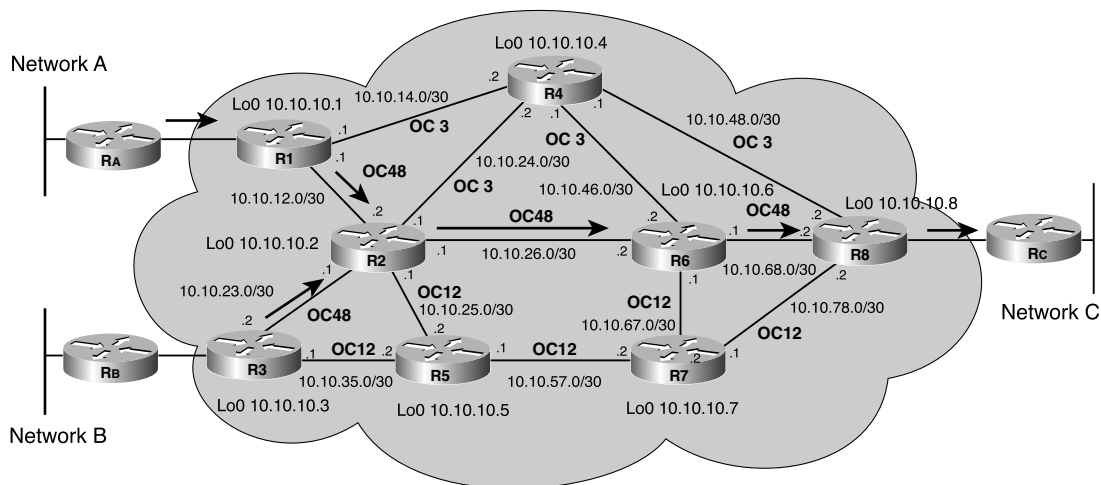 Lo0 10.10.10.4
Network A
.2
R4
10.10.14.0/30
.2
.1
.1
Lo0 10.10.10.1
.1
OC 3
10.10.48.0/30
RA
R1
.1
OC 3
OC 3
OC48
10.10.24.0/30
10.10.12.0/30
OC 3
10.10.46.0/30
Lo0 10.10.10.6
Lo0 10.10.10.8
.2
.1
OC48
.2
OC48
.2
Lo0 10.10.10.2
.1
.2
R2
.1
10.10.26.0/30
.2
R6
R8
RC
10.10.68.0/30
.1
.1
.1
.2
10.10.23.0/30
OC12
OC12
10.10.78.0/30
Network C
.2
OC48
10.10.25.0/30
10.10.67.0/30
.2
OC12
RB
R3
.1
OC12
.2
R5
.1
OC12
.2
.2
.1
R7
10.10.35.0/30
10.10.57.0/30
Lo0 10.10.10.3
Lo0 10.10.10.5
Lo0 10.10.10.7
Network B